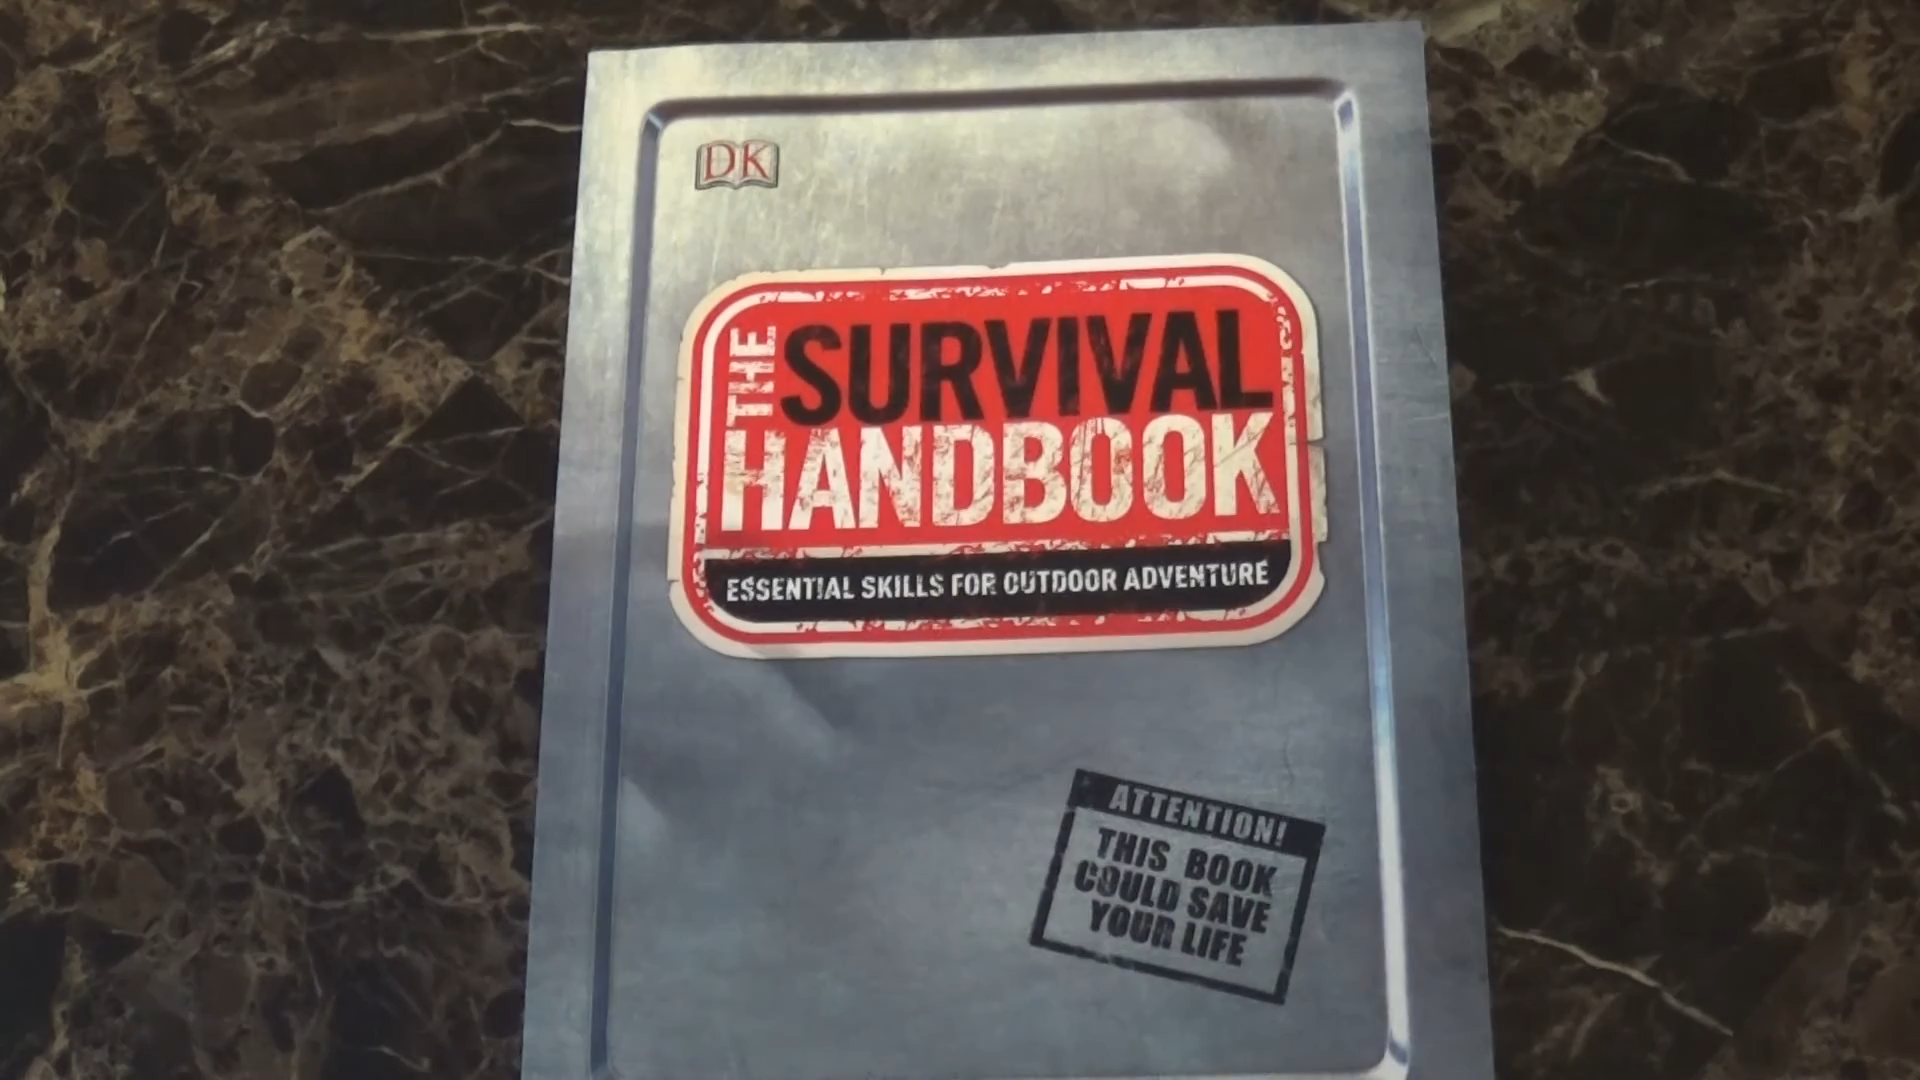 DK
THE
SURVIVAL
HANDBOOK
ESSENTIAL SKILLS FOR OUTDOOR ADVENTURE
ATTENTION!
THIS BOOK
COULD SAVE
YOUR LIFE